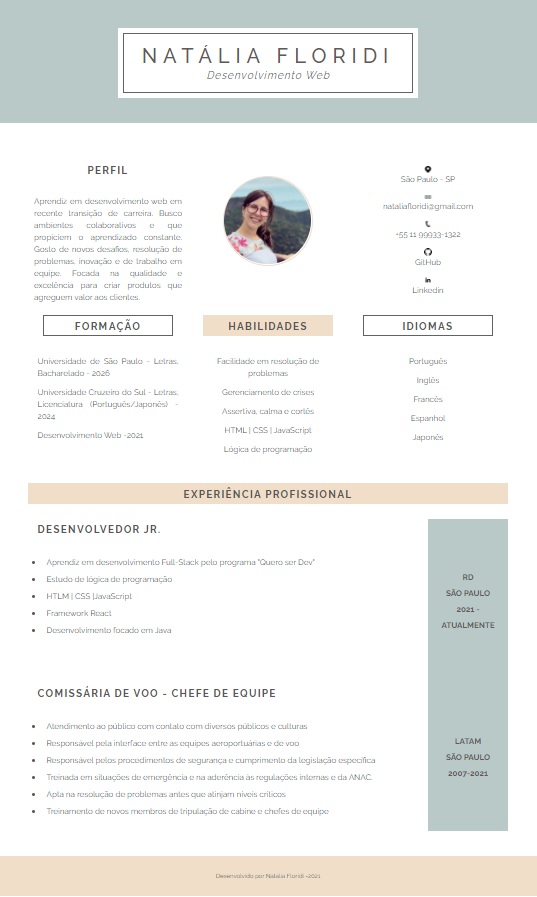 NATÁLIA FLORIDI
Desenvolvimento Web
PERFIL
Aprendiz em desenvolvimento web em
recente transição de carreira. Busco
ambientes colaborativos e que
propiciem o aprendizado constante.
Gosto de novos desafios, resolução de
problemas, inovação e de trabalho em
equipe. Focada na qualidade e
excelência para criar produtos que
agreguem valor aos clientes.
São Paulo - SP
nataliafloridi@gmail.com
+55 11 99933-1322
GitHub
Linkedin
FORMAÇÃO
Universidade de São Paulo - Letras,
Bacharelado - 2026
Universidade Cruzeiro do Sul - Letras,
Licenciatura (Português/Japonês) -
2024
Desenvolvimento Web -2021
HABILIDADES
Facilidade em resolução de
problemas
Gerenciamento de crises
Assertiva, calma e cortês
HTML | CSS | JavaScript
Lógica de programação
IDIOMAS
Português
Inglês
Francês
Espanhol
Japonês
EXPERIÊNCIA PROFISSIONAL
DESENVOLVEDOR JR.
Aprendiz em desenvolvimento Full-Stack pelo programa "Quero ser Dev"
Estudo de lógica de programação
HTLM | CSS |JavaScript
Framework React
Desenvolvimento focado em Java
RD
SÃO PAULO
2021 -
ATUALMENTE
COMISSÁRIA DE VOO - CHEFE DE EQUIPE
Atendimento ao público com contato com diversos públicos e culturas
Responsável pela interface entre as equipes aeroportuárias e de voo
Responsável pelos procedimentos de segurança e cumprimento da legislação específica
Treinada em situações de emergência e na aderência às regulações internas e da ANAC.
Apta na resolução de problemas antes que atinjam níveis críticos
Treinamento de novos membros de tripulação de cabine e chefes de equipe
LATAM
SÃO PAULO
2007-2021
Desenvolvido por Natália Floridi -2021